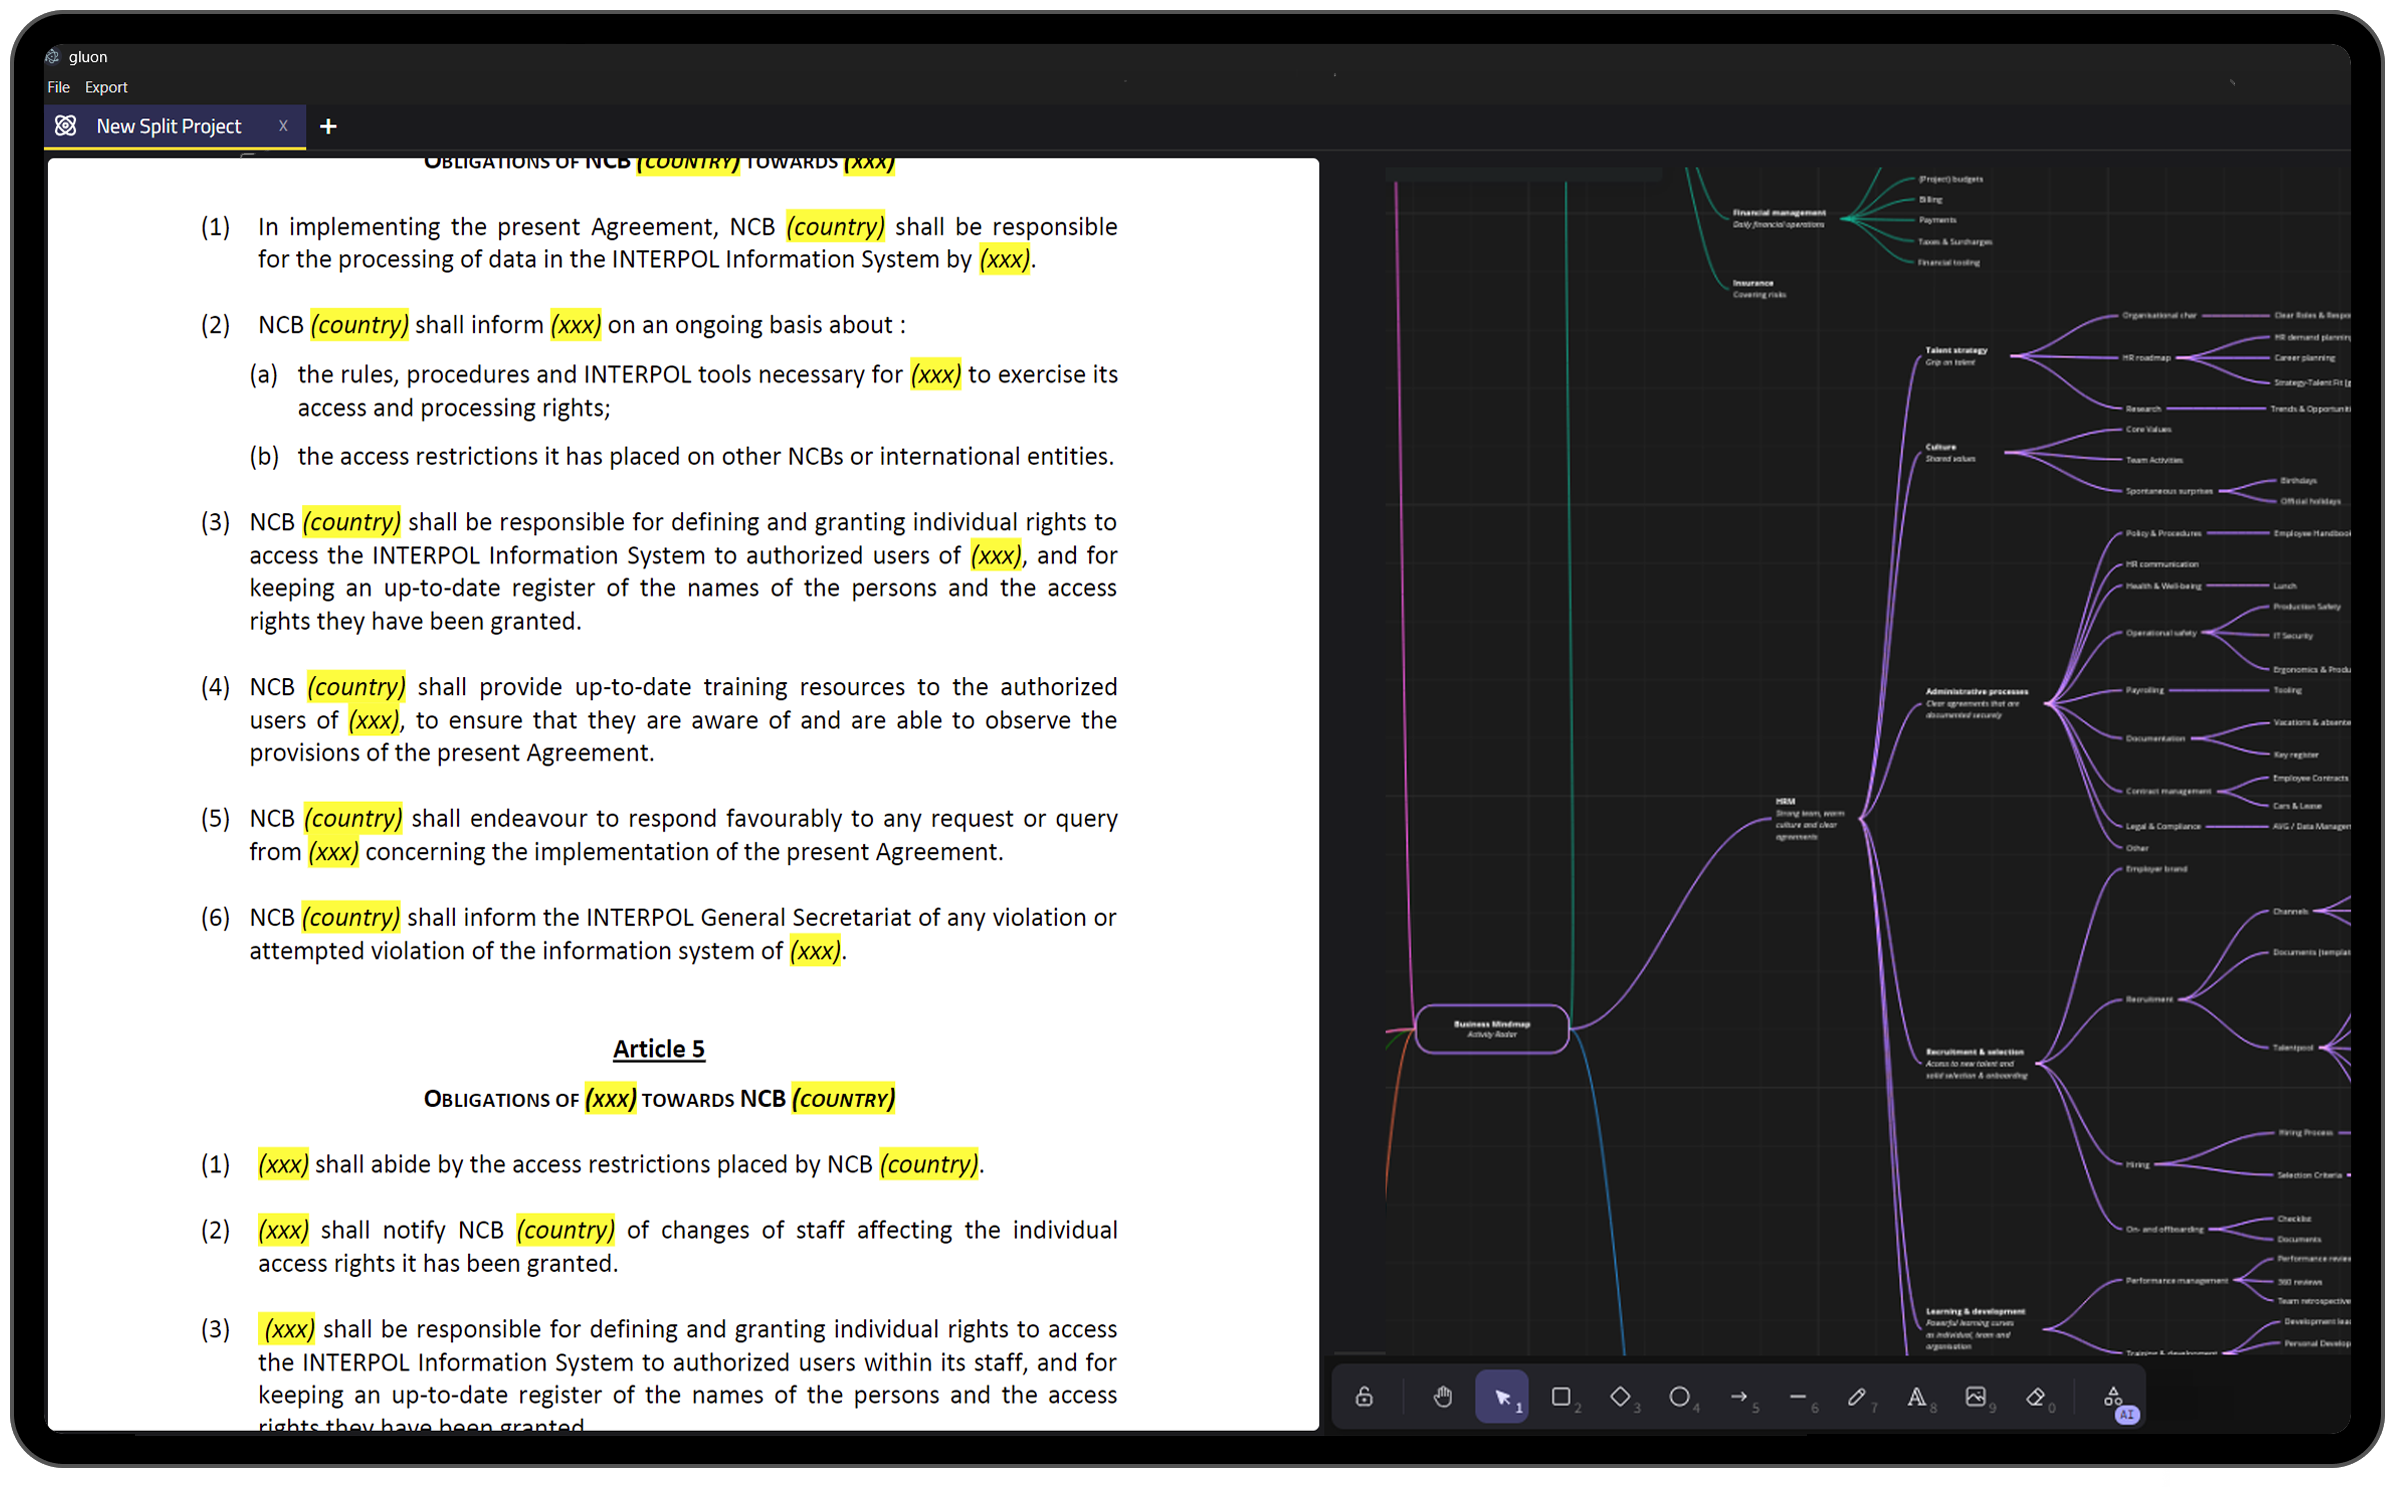 gluon
File Export
New Split Project X +
OBLIGATIONS OF NCB (COUNTRY) TOWARDS (XXX)
(1) In implementing the present Agreement, NCB (country) shall be responsible
for the processing of data in the INTERPOL Information System by (xxx).
(2) NCB (country) shall inform (xxx) on an ongoing basis about :
(a) the rules, procedures and INTERPOL tools necessary for (xxx) to exercise its
access and processing rights;
(b) the access restrictions it has placed on other NCBs or international entities.
(3) NCB (country) shall be responsible for defining and granting individual rights to
access the INTERPOL Information System to authorized users of (xxx), and for
keeping an up-to-date register of the names of the persons and the access
rights they have been granted.
(4) NCB (country) shall provide up-to-date training resources to the authorized
users of (xxx), to ensure that they are aware of and are able to observe the
provisions of the present Agreement.
(5) NCB (country) shall endeavour to respond favourably to any request or query
from (xxx) concerning the implementation of the present Agreement.
(6) NCB (country) shall inform the INTERPOL General Secretariat of any violation or
attempted violation of the information system of (xxx).
Article 5
OBLIGATIONS OF (XXX) TOWARDS NCB (COUNTRY)
(1) (xxx) shall abide by the access restrictions placed by NCB (country).
(2) (xxx) shall notify NCB (country) of changes of staff affecting the individual
access rights it has been granted.
(3) (xxx) shall be responsible for defining and granting individual rights to access
the INTERPOL Information System to authorized users within its staff, and for
keeping an up-to-date register of the names of the persons and the access
rights they have been granted
(Project) budgets
Billing
Payments
Taxes & Surcharges
Financial tooling
Financial management
Daily financial operations
Insurance
Covering risks
Talent strategy
Grip on talent
Organisational char
Clear Roles & Respo
HR roadmap
HR demand planning
Career planning
Strategy-Talent Fit
Research
Trends & Opportuniti
Culture
Shared values
Core Values
Team Activities
Spontaneous surprises
Birthdays
Official holidays
Administrative processes
Clear agreements that are
documented securely
Policy & Procedures
Employee Handboo
HR communication
Health & Well-being
Lunch
Operational safety
Production Safety
IT Security
Ergonomics & Produ
Payrolling
Tooling
Documentation
Vacations & absente
Key register
Contract management
Employee Contracts
Cars & Lease
Legal & Compliance
AVG / Data Manager
Other
HRM
Strong team, warm
culture and clear
agreements
Business Mindmap
Activity Radar
Recruitment & selection
Access to new talent and
solid selection & onboarding
Employer brand
Recruitment
Channels
Documents (templat
Talentpool
Hiring
Hiring Process
Selection Criteria
On- and offboarding
Checklist
Documents
Learning & development
Powerful learning curves
as individual, team and
organisation
Performance management
Performance review
360 reviews
Team retrospective
Training & development
Development lea
Personal Develop
1 2 3 4 5 6 7 A 8 9 0 AI